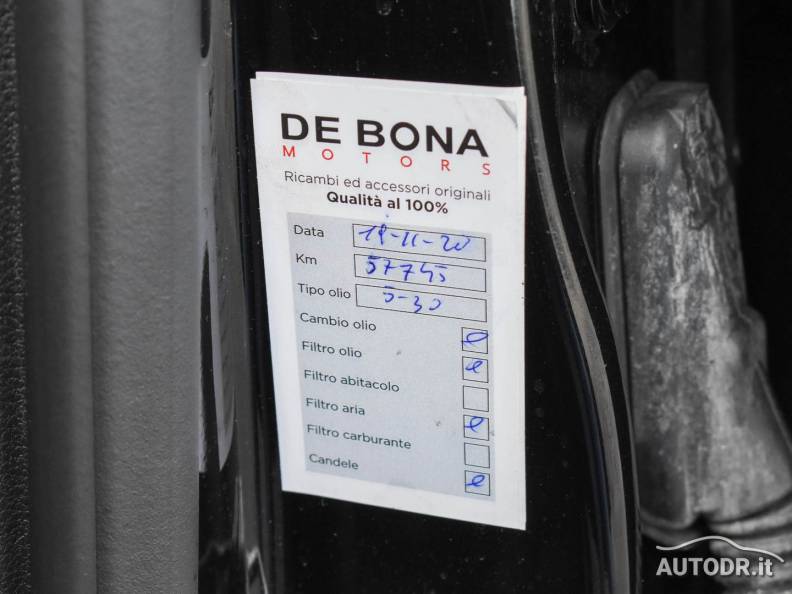 DE BONA
MOTORS
Ricambi ed accessori originali
Qualità al 100%
Data 19-11-20
Km 57745
Tipo olio 5-30
Cambio olio
Filtro olio
Filtro abitacolo
Filtro aria
Filtro carburante
Candele
AUTODR.it